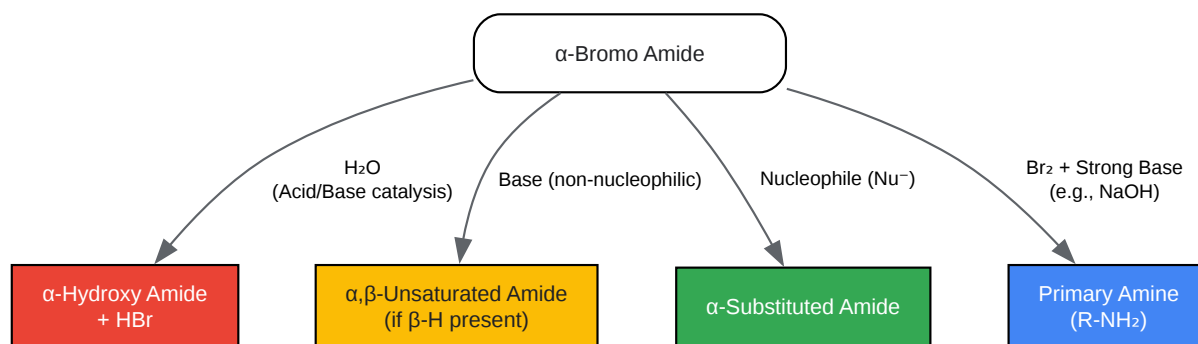 α-Bromo Amide
H₂O
(Acid/Base catalysis)
Base (non-nucleophilic)
Nucleophile (Nu⁻)
Br₂ + Strong Base
(e.g., NaOH)
α-Hydroxy Amide
+ HBr
α,β-Unsaturated Amide
(if β-H present)
α-Substituted Amide
Primary Amine
(R-NH₂)